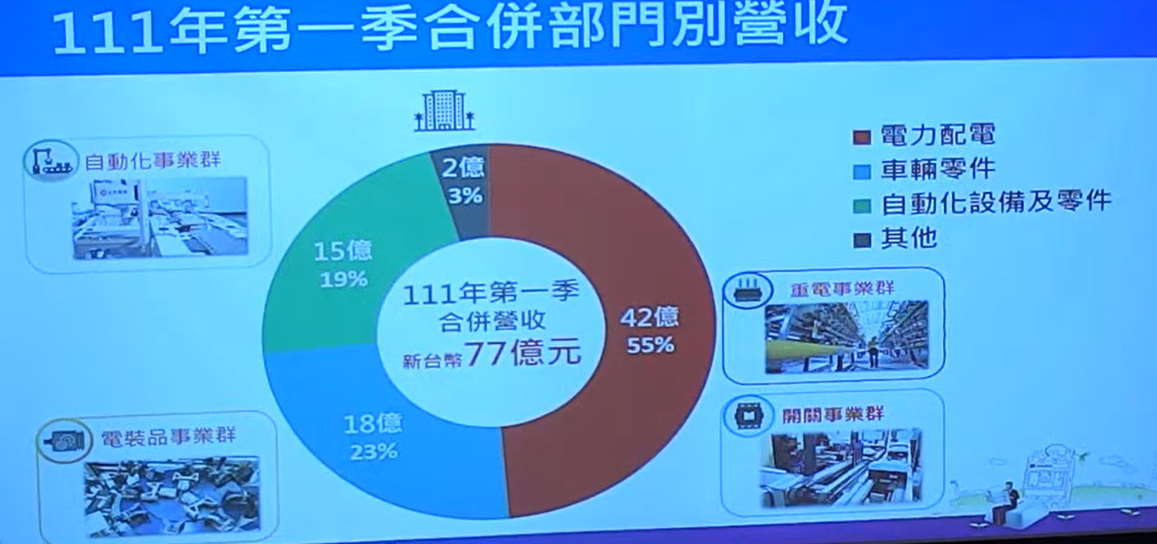 111年第一季合併部門別營收
自動化事業群
2億
3%
15億
19%
111年第一季
合併營收
新台幣77億元
42億
55%
18億
23%
電力配電
車輛零件
自動化設備及零件
其他
重電事業群
開關事業群
電裝品事業群